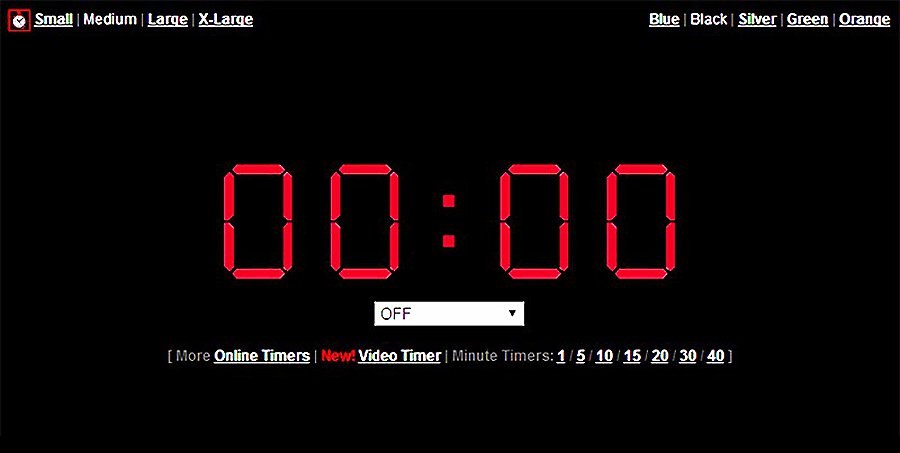 Small | Medium | Large | X-Large
Blue | Black | Silver | Green | Orange
00:00
OFF
[ More Online Timers | New! Video Timer | Minute Timers: 1 / 5 / 10 / 15 / 20 / 30 / 40 ]